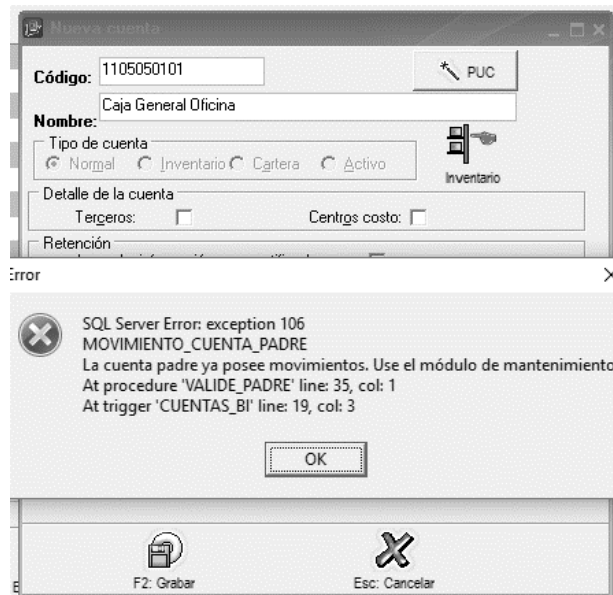 Nueva cuenta
Código: 1105050101
PUC
Nombre: Caja General Oficina
Tipo de cuenta
Normal Inventario Cartera Activo
Inventario
Detalle de la cuenta
Terceros: Centros costo:
Retención
Error
SQL Server Error: exception 106
MOVIMIENTO_CUENTA_PADRE
La cuenta padre ya posee movimientos. Use el módulo de mantenimiento
At procedure 'VALIDE_PADRE' line: 35, col: 1
At trigger 'CUENTAS_BI' line: 19, col: 3
OK
F2: Grabar Esc: Cancelar